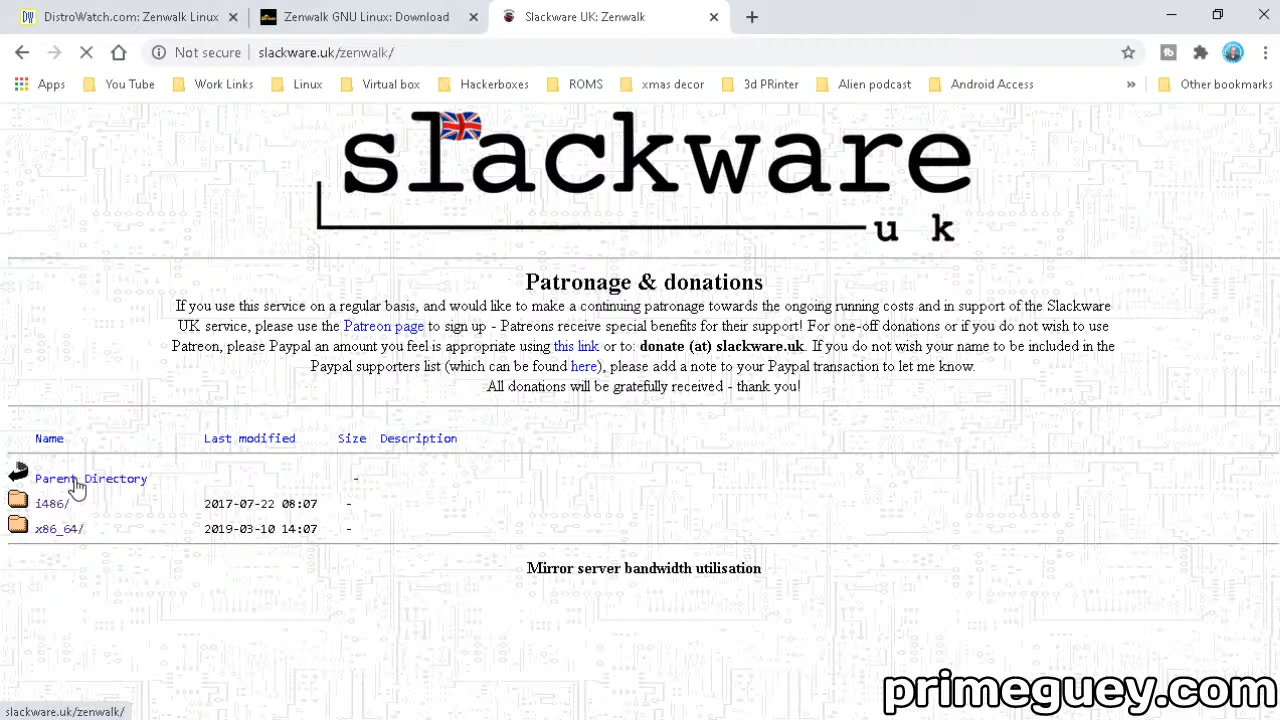 DistroWatch.com: Zenwalk Linux
Zenwalk GNU Linux: Download
Slackware UK: Zenwalk
Not secure
slackware.uk/zenwalk/
Apps
You Tube
Work Links
Linux
Virtual box
Hackerboxes
ROMS
xmas decor
3d PRinter
Alien podcast
Android Access
»
Other bookmarks
slackware
uk
Patronage & donations
If you use this service on a regular basis, and would like to make a continuing patronage towards the ongoing running costs and in support of the Slackware
UK service, please use the Patreon page to sign up - Patreons receive special benefits for their support! For one-off donations or if you do not wish to use
Patreon, please Paypal an amount you feel is appropriate using this link or to: donate (at) slackware.uk. If you do not wish your name to be included in the
Paypal supporters list (which can be found here), please add a note to your Paypal transaction to let me know.
All donations will be gratefully received - thank you!
Name Last modified Size Description
Parent Directory -
i486/ 2017-07-22 08:07 -
x86_64/ 2019-03-10 14:07 -
Mirror server bandwidth utilisation
primeguey.com
slackware.uk/zenwalk/